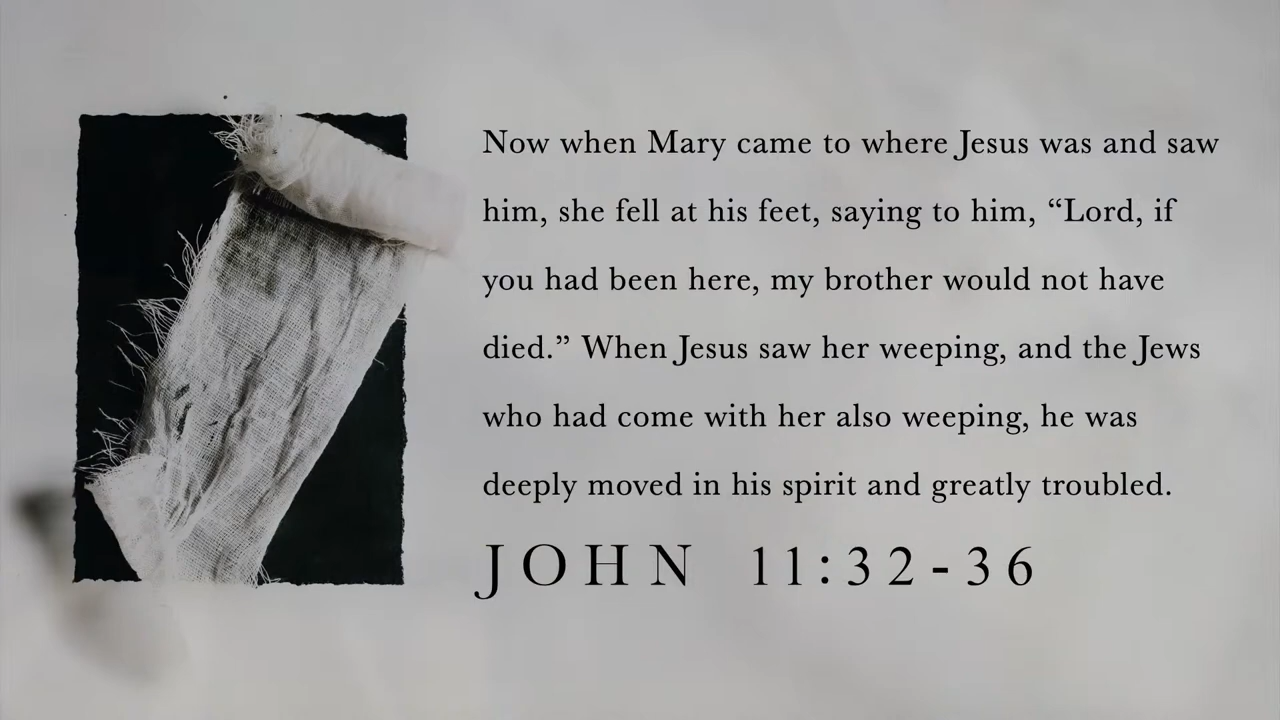 Now when Mary came to where Jesus was and saw
him, she fell at his feet, saying to him, “Lord, if
you had been here, my brother would not have
died.” When Jesus saw her weeping, and the Jews
who had come with her also weeping, he was
deeply moved in his spirit and greatly troubled.
JOHN 11:32-36